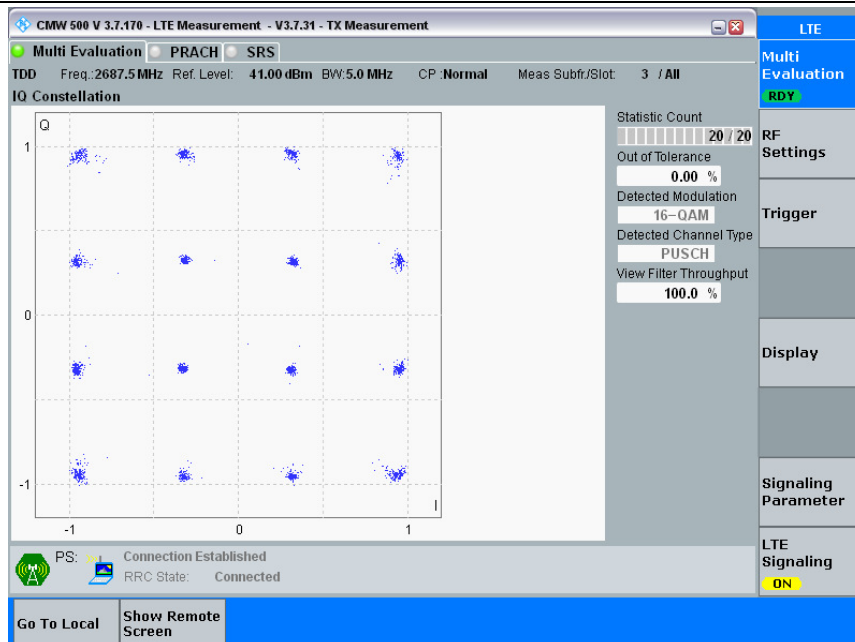 CMW 500 V 3.7.170 - LTE Measurement - V3.7.31 - TX Measurement
LTE
Multi Evaluation PRACH SRS
Multi
Evaluation
RDY
TDD Freq.:2687.5 MHz Ref. Level: 41.00 dBm BW:5.0 MHz CP :Normal Meas Subfr./Slot: 3 / All
IQ Constellation
Q
1
0
-1
-1 0 1
I
Statistic Count
20 / 20
Out of Tolerance
0.00 %
Detected Modulation
16-QAM
Detected Channel Type
PUSCH
View Filter Throughput
100.0 %
RF
Settings
Trigger
Display
Signaling
Parameter
LTE
Signaling
ON
PS: Connection Established
RRC State: Connected
Go To Local
Show Remote
Screen